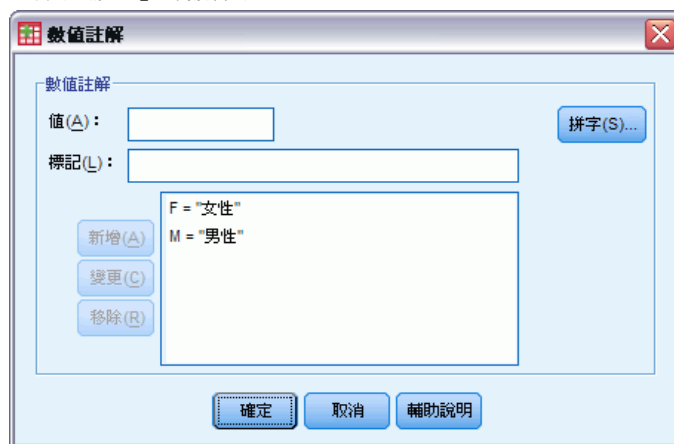 數值註解
數值註解
值(A)：
拼字(S)...
標記(L)：
F = "女性"
M = "男性"
新增(A)
變更(C)
移除(R)
確定
取消
輔助說明